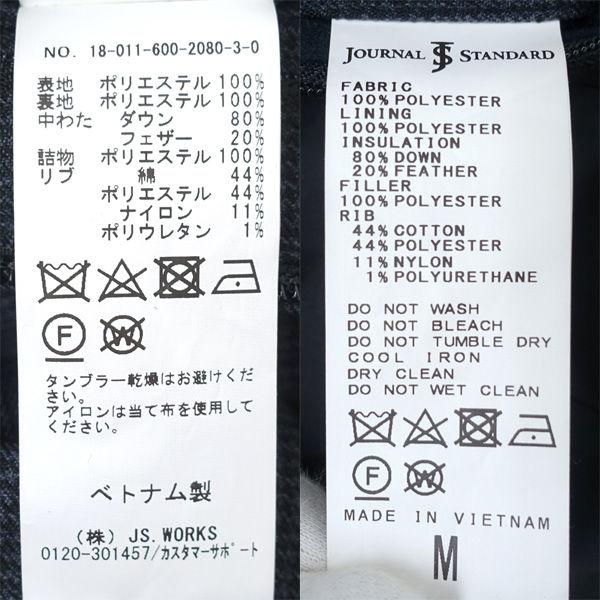 NO. 18-011-600-2080-3-0
表地 ポリエステル 100%
裏地 ポリエステル 100%
中わた ダウン 80%
フェザー 20%
詰物 ポリエステル 100%
リブ 綿 44%
ポリエステル 44%
ナイロン 11%
ポリウレタン 1%
F
W
タンブラー乾燥はお避けくだ
さい。
アイロンは当て布を使用して
ください。
ベトナム製
(株) JS. WORKS
0120-301457/カスタマーサポート
JOURNAL JS STANDARD
FABRIC
100% POLYESTER
LINING
100% POLYESTER
INSULATION
80% DOWN
20% FEATHER
FILLER
100% POLYESTER
RIB
44% COTTON
44% POLYESTER
11% NYLON
1% POLYURETHANE
DO NOT WASH
DO NOT BLEACH
DO NOT TUMBLE DRY
COOL IRON
DRY CLEAN
DO NOT WET CLEAN
F
W
MADE IN VIETNAM
M